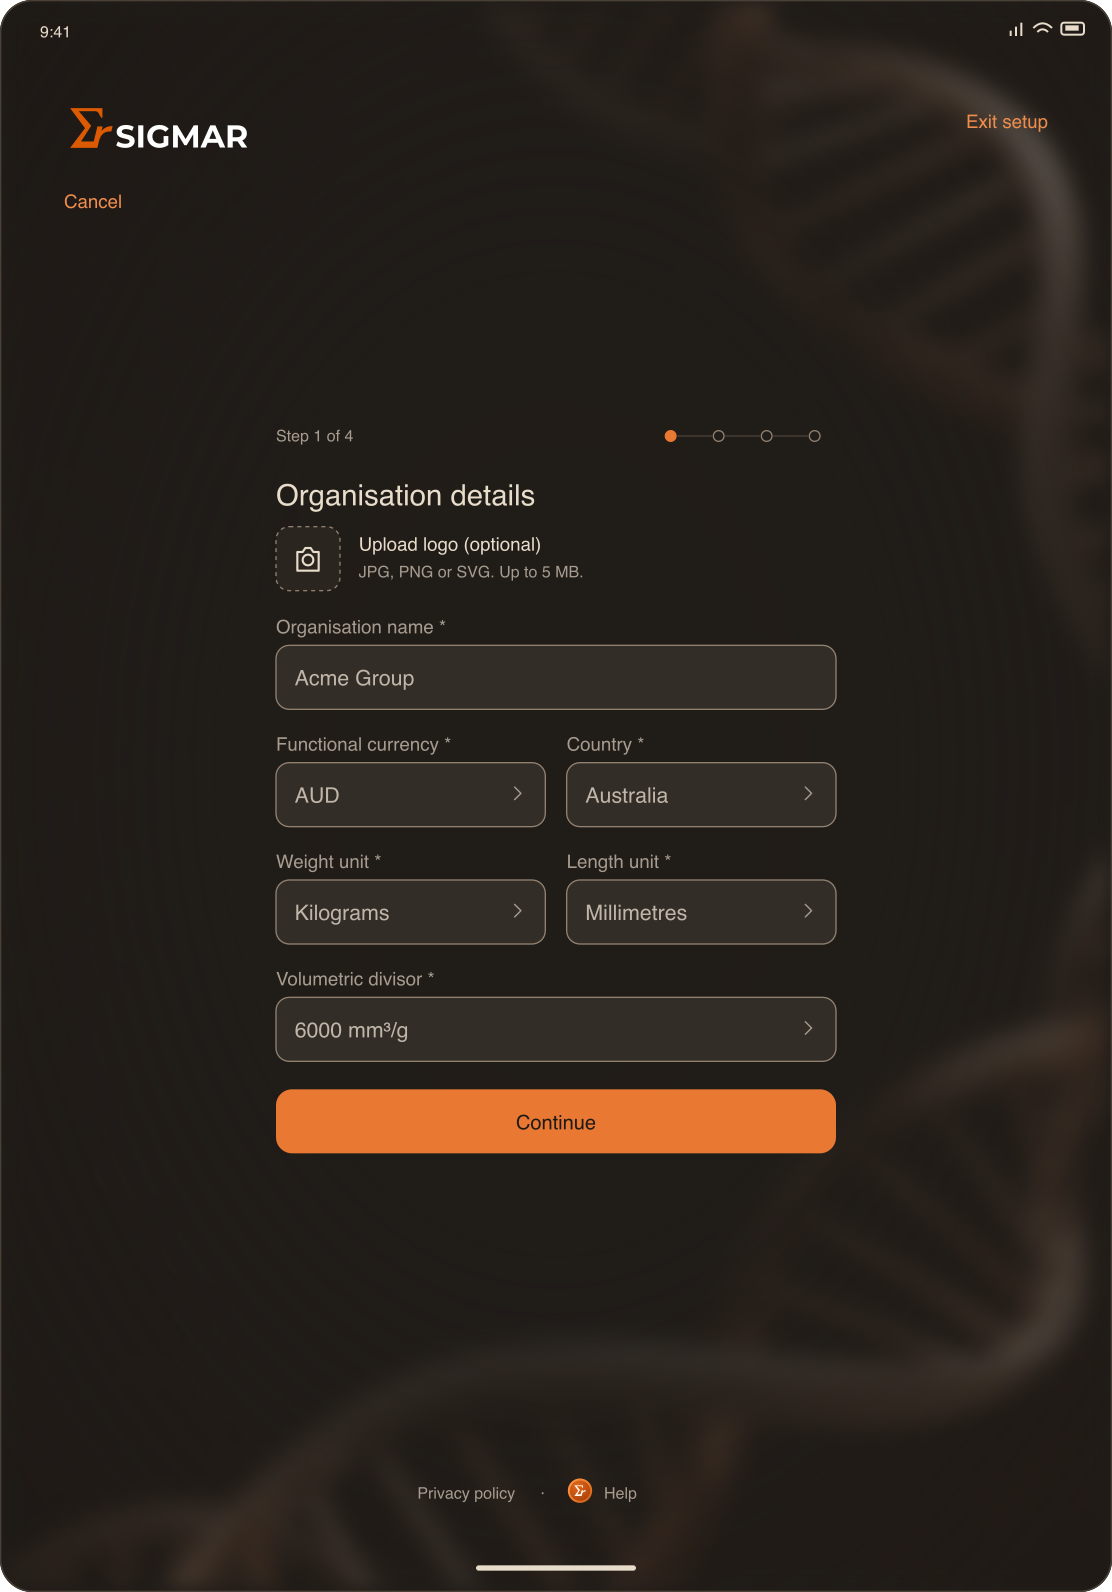 9:41
SIGMAR
Exit setup
Cancel
Step 1 of 4
Organisation details
Upload logo (optional)
JPG, PNG or SVG. Up to 5 MB.
Organisation name *
Acme Group
Functional currency *
Country *
AUD
Australia
Weight unit *
Length unit *
Kilograms
Millimetres
Volumetric divisor *
6000 mm³/g
Continue
Privacy policy · Help